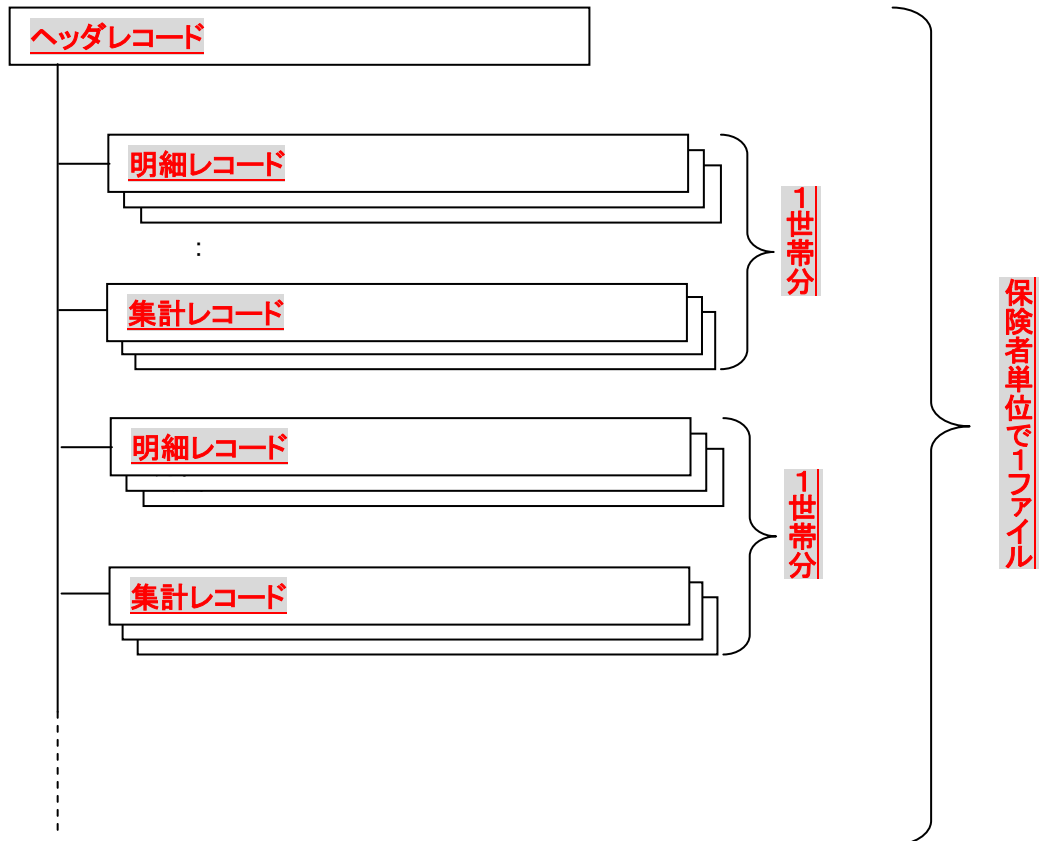 ヘッダレコード
明細レコード
:
集計レコード
1世帯分
明細レコード
集計レコード
1世帯分
保険者単位で1ファイル